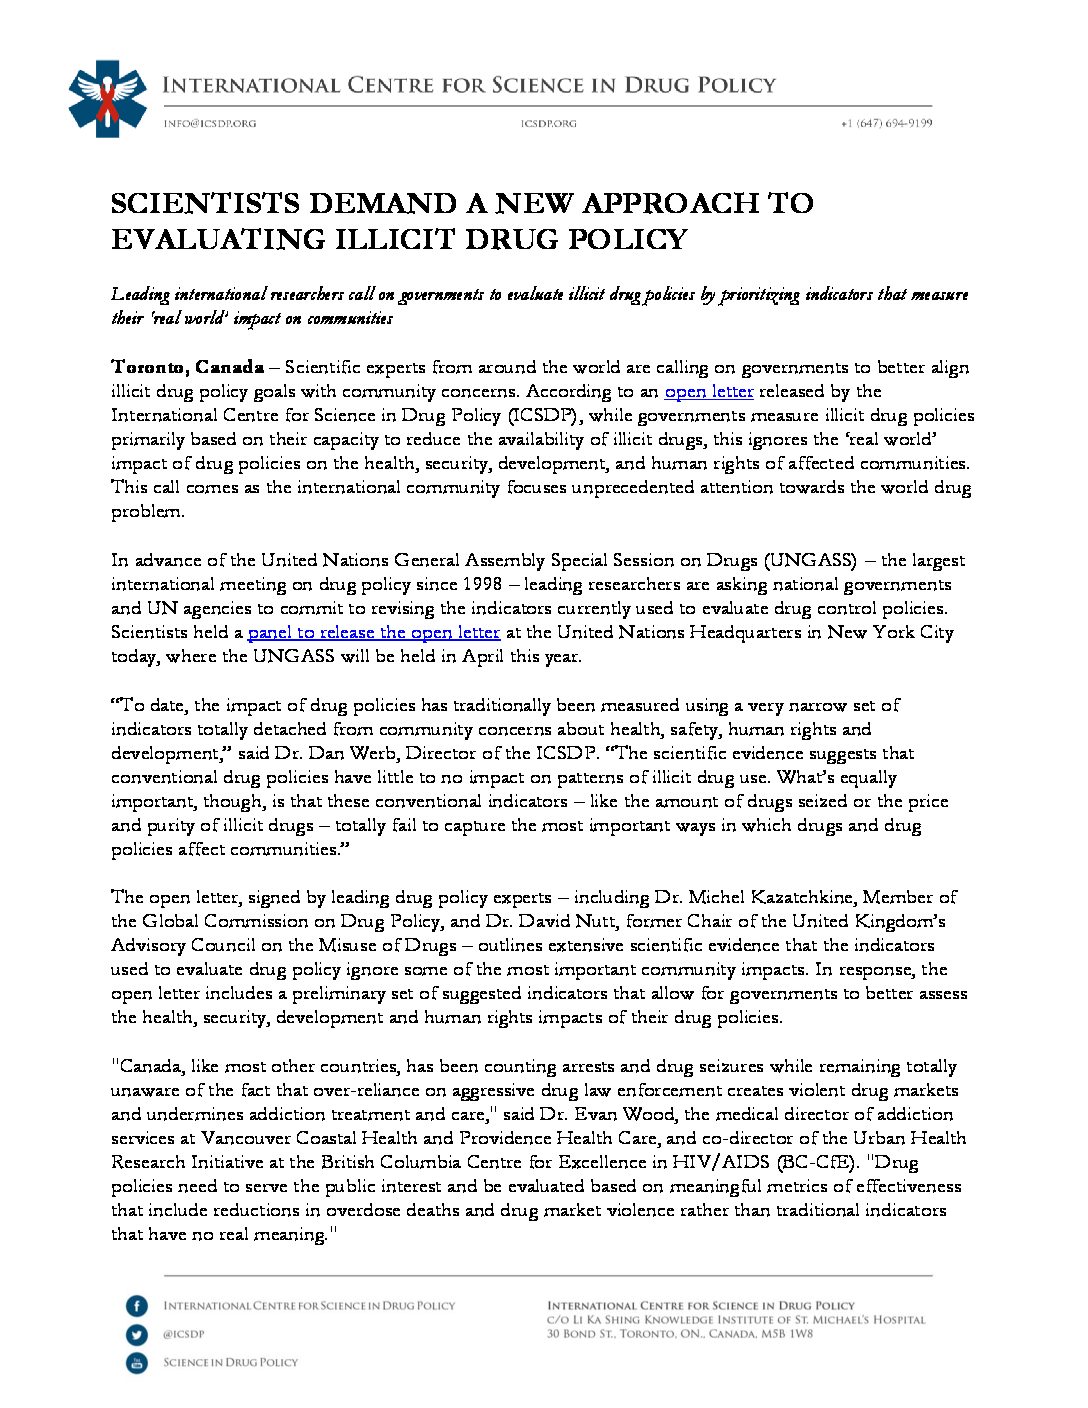 INTERNATIONAL CENTRE FOR SCIENCE IN DRUG POLICY
INFO@ICSDP.ORG ICSDP.ORG +1 (647) 694-9199
SCIENTISTS DEMAND A NEW APPROACH TO
EVALUATING ILLICIT DRUG POLICY
Leading international researchers call on governments to evaluate illicit drug policies by prioritizing indicators that measure
their 'real world' impact on communities
Toronto, Canada – Scientific experts from around the world are calling on governments to better align
illicit drug policy goals with community concerns. According to an open letter released by the
International Centre for Science in Drug Policy (ICSDP), while governments measure illicit drug policies
primarily based on their capacity to reduce the availability of illicit drugs, this ignores the ‘real world’
impact of drug policies on the health, security, development, and human rights of affected communities.
This call comes as the international community focuses unprecedented attention towards the world drug
problem.
In advance of the United Nations General Assembly Special Session on Drugs (UNGASS) – the largest
international meeting on drug policy since 1998 – leading researchers are asking national governments
and UN agencies to commit to revising the indicators currently used to evaluate drug control policies.
Scientists held a panel to release the open letter at the United Nations Headquarters in New York City
today, where the UNGASS will be held in April this year.
“To date, the impact of drug policies has traditionally been measured using a very narrow set of
indicators totally detached from community concerns about health, safety, human rights and
development,” said Dr. Dan Werb, Director of the ICSDP. “The scientific evidence suggests that
conventional drug policies have little to no impact on patterns of illicit drug use. What’s equally
important, though, is that these conventional indicators – like the amount of drugs seized or the price
and purity of illicit drugs – totally fail to capture the most important ways in which drugs and drug
policies affect communities.”
The open letter, signed by leading drug policy experts – including Dr. Michel Kazatchkine, Member of
the Global Commission on Drug Policy, and Dr. David Nutt, former Chair of the United Kingdom’s
Advisory Council on the Misuse of Drugs – outlines extensive scientific evidence that the indicators
used to evaluate drug policy ignore some of the most important community impacts. In response, the
open letter includes a preliminary set of suggested indicators that allow for governments to better assess
the health, security, development and human rights impacts of their drug policies.
"Canada, like most other countries, has been counting arrests and drug seizures while remaining totally
unaware of the fact that over-reliance on aggressive drug law enforcement creates violent drug markets
and undermines addiction treatment and care," said Dr. Evan Wood, the medical director of addiction
services at Vancouver Coastal Health and Providence Health Care, and co-director of the Urban Health
Research Initiative at the British Columbia Centre for Excellence in HIV/AIDS (BC-CfE). "Drug
policies need to serve the public interest and be evaluated based on meaningful metrics of effectiveness
that include reductions in overdose deaths and drug market violence rather than traditional indicators
that have no real meaning."
INTERNATIONAL CENTRE FOR SCIENCE IN DRUG POLICY
@ICSDP
SCIENCE IN DRUG POLICY
INTERNATIONAL CENTRE FOR SCIENCE IN DRUG POLICY
C/O LI KA SHING KNOWLEDGE INSTITUTE OF ST. MICHAEL'S HOSPITAL
30 BOND ST., TORONTO, ON., CANADA, M5B 1W8